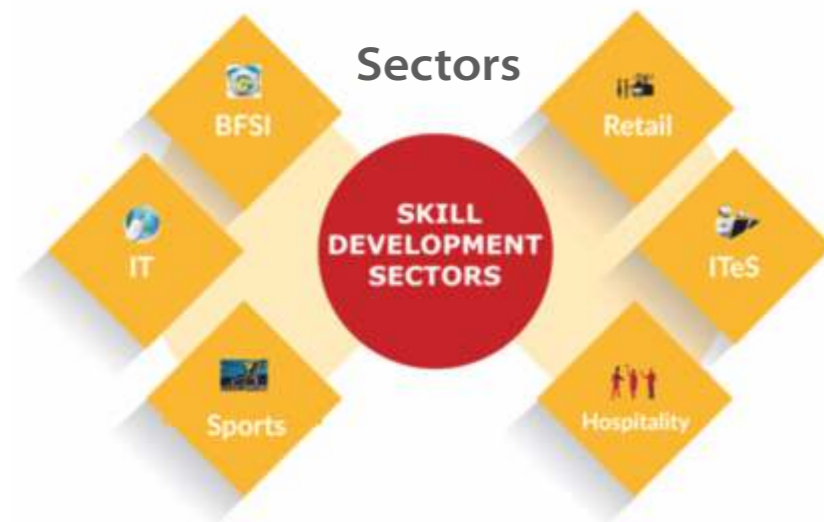 Sectors
BFSI
Retail
SKILL
DEVELOPMENT
SECTORS
IT
ITeS
Sports
Hospitality